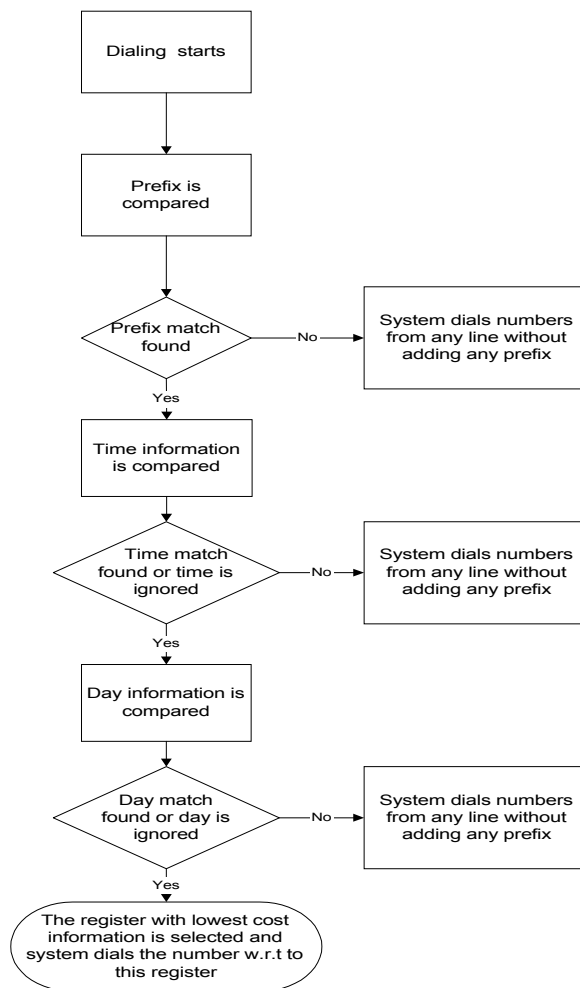 Dialing starts
Prefix is
compared
Prefix match
found
No
System dials numbers
from any line without
adding any prefix
Yes
Time information
is compared
Time match
found or time is
ignored
No
System dials numbers
from any line without
adding any prefix
Yes
Day information is
compared
Day match
found or day is
ignored
No
System dials numbers
from any line without
adding any prefix
Yes
The register with lowest cost
information is selected and
system dials the number w.r.t to
this register